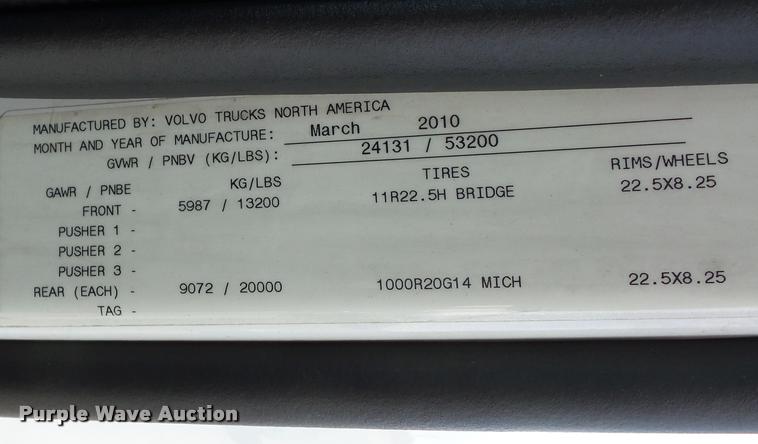 MANUFACTURED BY: VOLVO TRUCKS NORTH AMERICA
MONTH AND YEAR OF MANUFACTURE: March 2010
GVWR / PNBV (KG/LBS): 24131 / 53200
GAWR / PNBE KG/LBS TIRES RIMS/WHEELS
FRONT - 5987 / 13200 11R22.5H BRIDGE 22.5X8.25
PUSHER 1 -
PUSHER 2 -
PUSHER 3 -
REAR (EACH) - 9072 / 20000 1000R20G14 MICH 22.5X8.25
TAG -
Purple Wave Auction